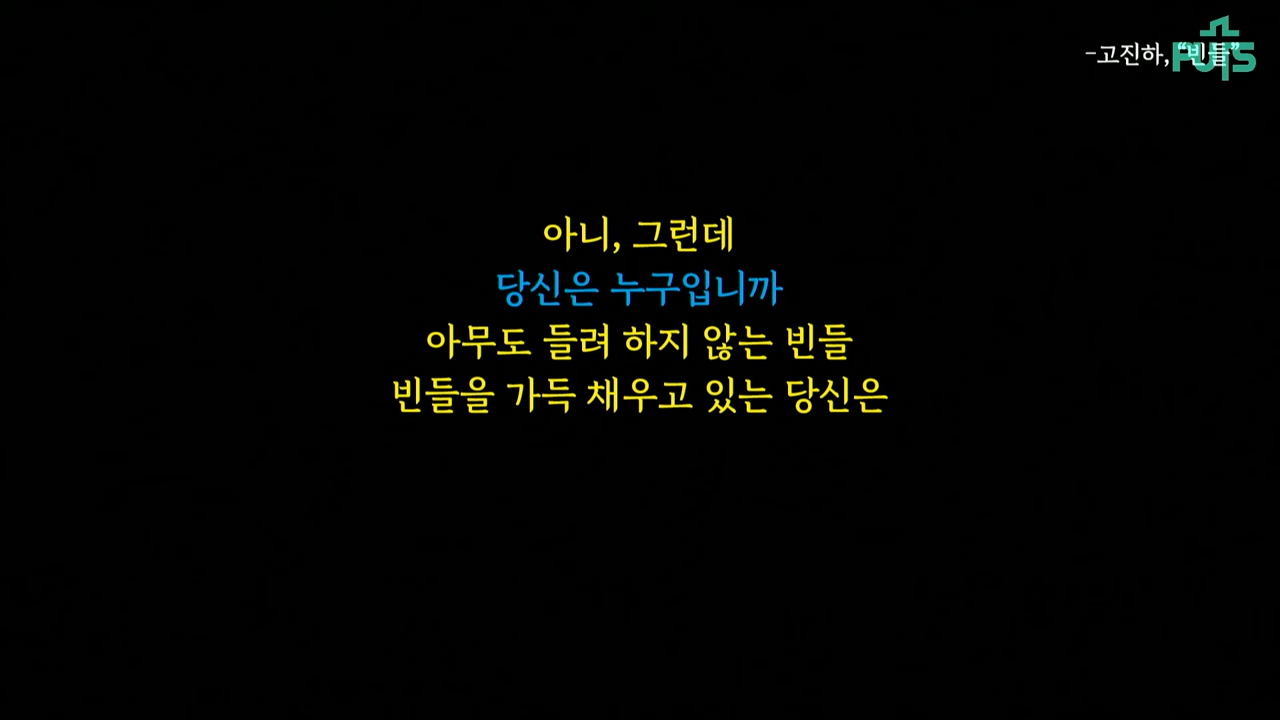 -고진하, “빈들”
PUTS
아니, 그런데
당신은 누구입니까
아무도 들려 하지 않는 빈들
빈들을 가득 채우고 있는 당신은